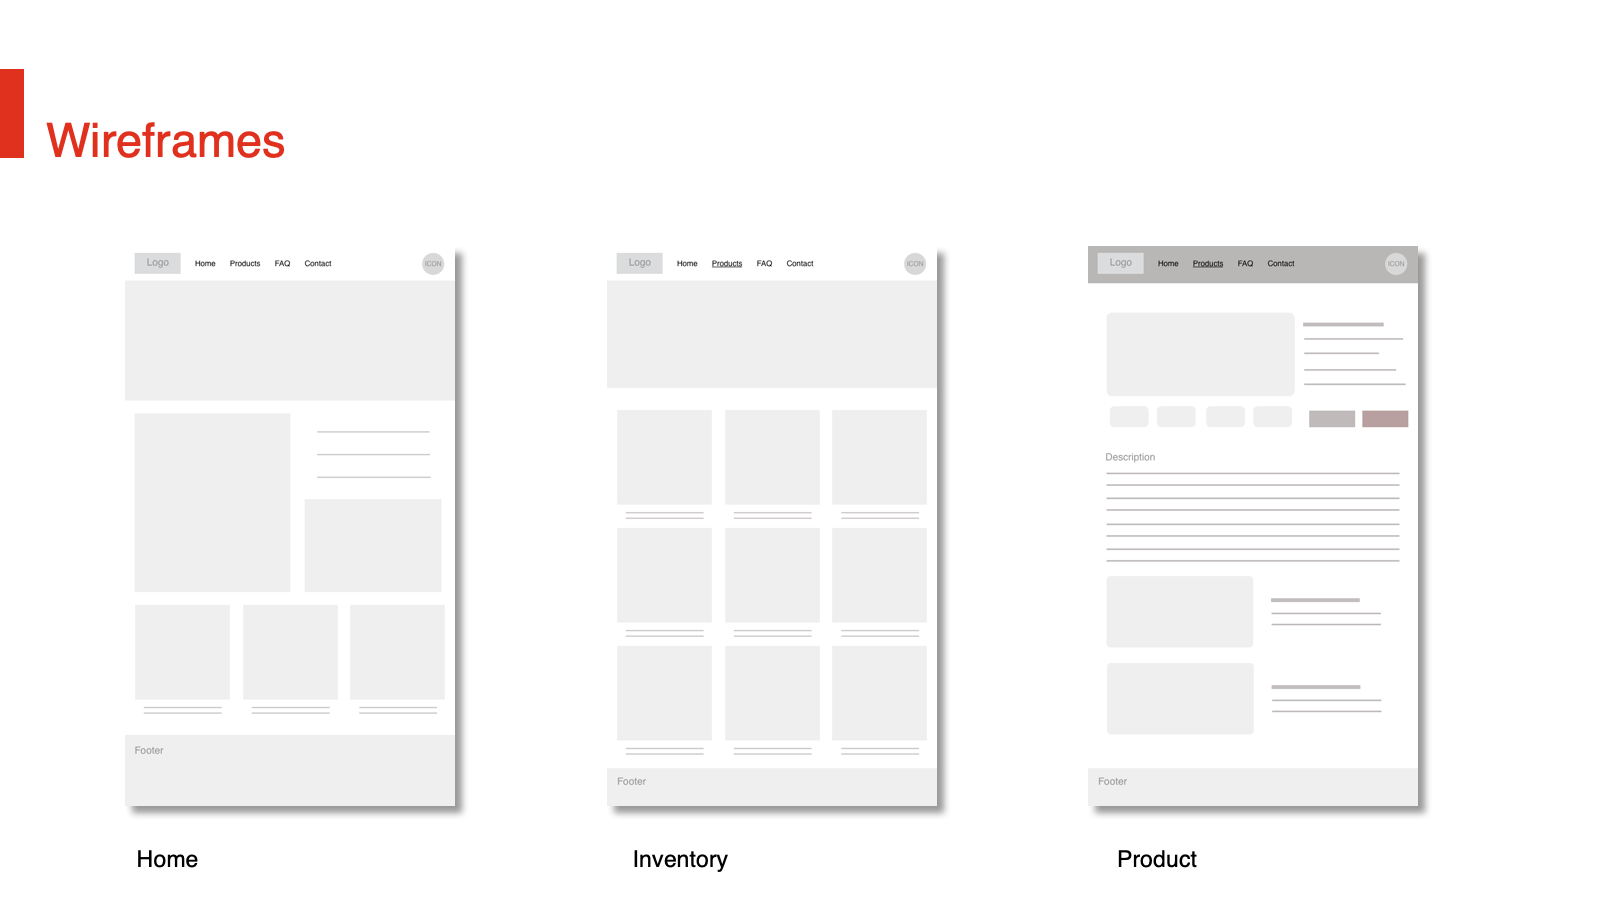 Wireframes
Logo Home Products FAQ Contact ICON
Footer
Home
Logo Home Products FAQ Contact ICON
Footer
Inventory
Logo Home Products FAQ Contact ICON
Description
Footer
Product